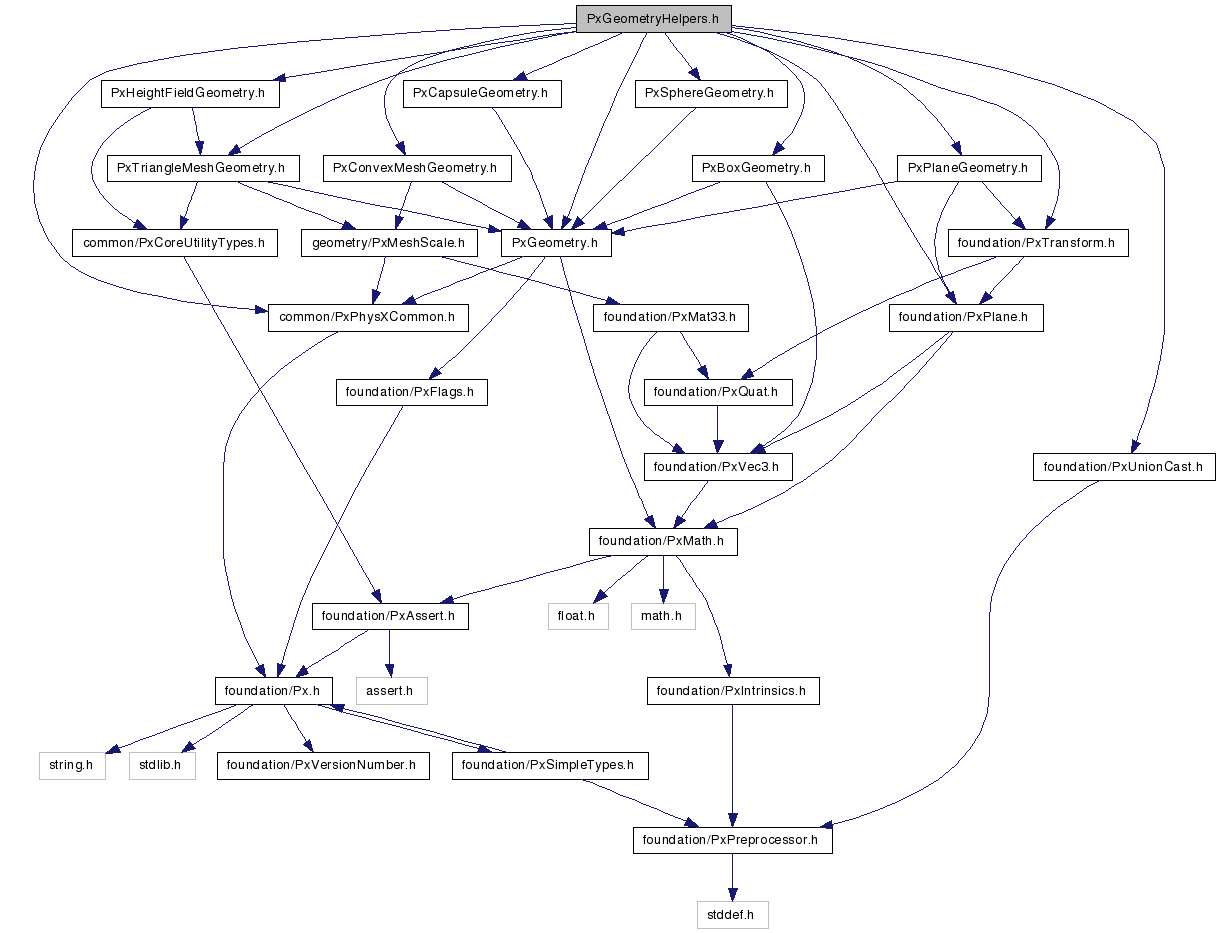 PxGeometryHelpers.h
PxHeightFieldGeometry.h
PxCapsuleGeometry.h
PxSphereGeometry.h
PxTriangleMeshGeometry.h
PxConvexMeshGeometry.h
PxBoxGeometry.h
PxPlaneGeometry.h
common/PxCoreUtilityTypes.h
geometry/PxMeshScale.h
PxGeometry.h
foundation/PxTransform.h
common/PxPhysXCommon.h
foundation/PxMat33.h
foundation/PxPlane.h
foundation/PxFlags.h
foundation/PxQuat.h
foundation/PxVec3.h
foundation/PxUnionCast.h
foundation/PxMath.h
foundation/PxAssert.h
float.h
math.h
foundation/Px.h
assert.h
foundation/PxIntrinsics.h
string.h
stdlib.h
foundation/PxVersionNumber.h
foundation/PxSimpleTypes.h
foundation/PxPreprocessor.h
stddef.h